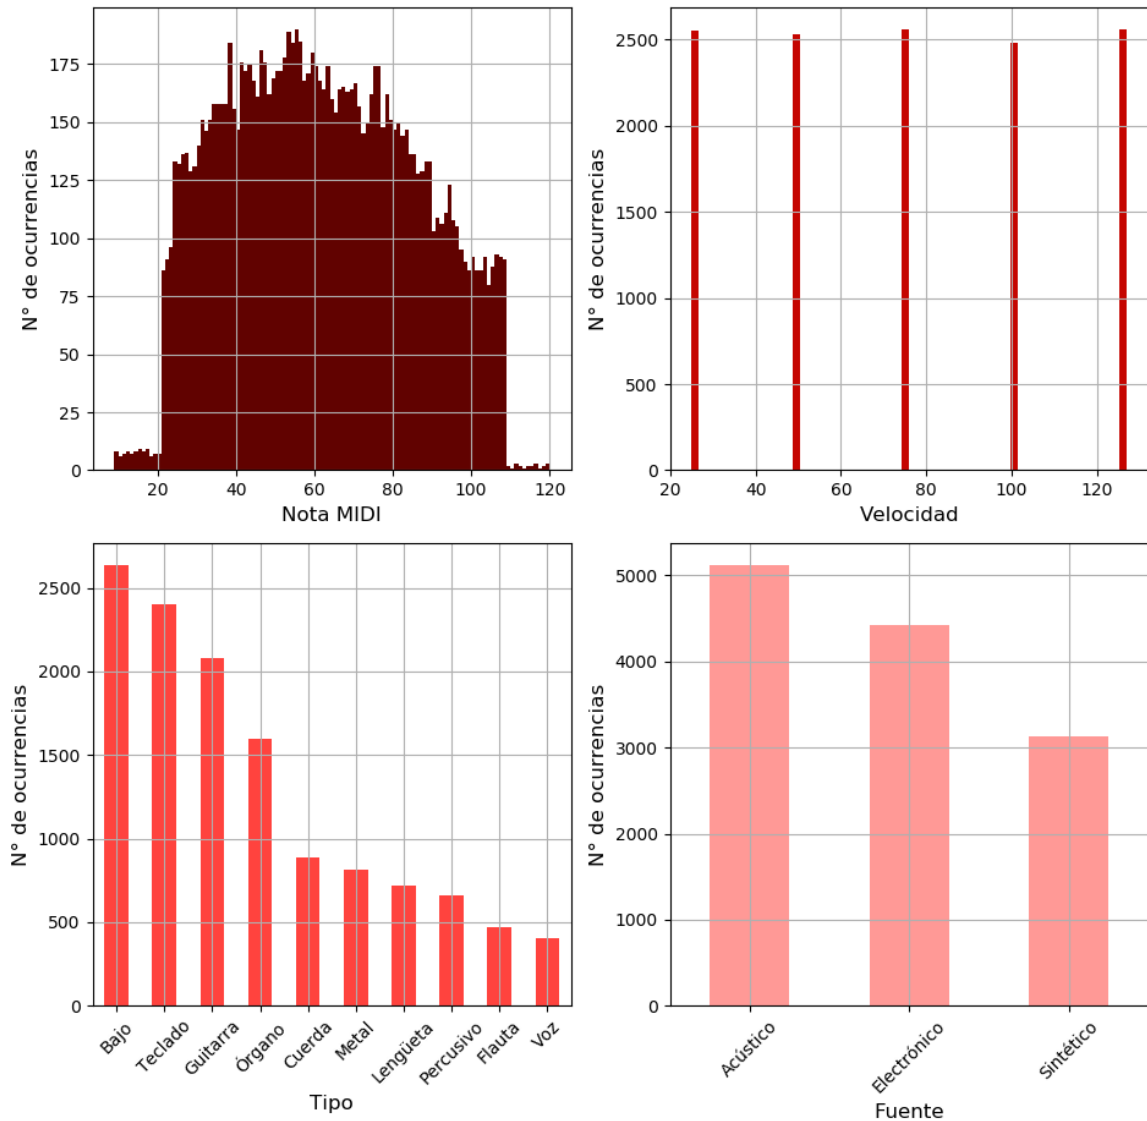 175
150
125
100
75
50
25
0
N° de ocurrencias
20 40 60 80 100 120
Nota MIDI
2500
2000
1500
1000
500
0
N° de ocurrencias
20 40 60 80 100 120
Velocidad
2500
2000
1500
1000
500
0
N° de ocurrencias
Bajo Teclado Guitarra Órgano Cuerda Metal Lengüeta Percusivo Flauta Voz
Tipo
5000
4000
3000
2000
1000
0
N° de ocurrencias
Acústico Electrónico Sintético
Fuente